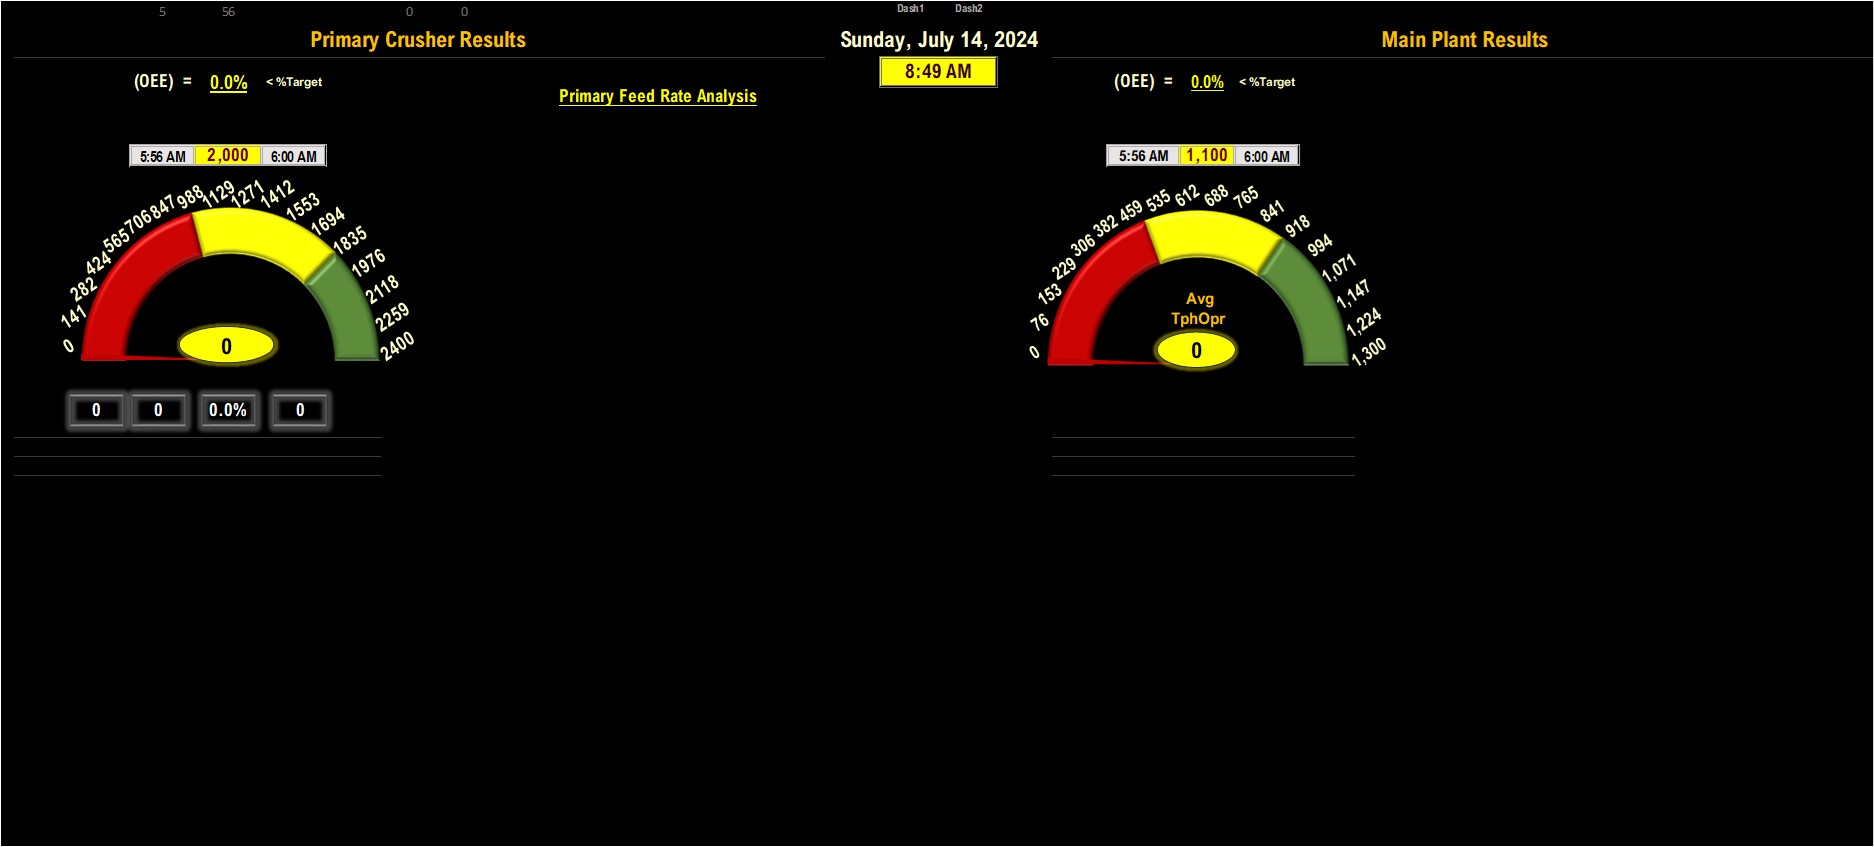 5 56 0 0 Dash1 Dash2
Primary Crusher Results
Sunday, July 14, 2024
Main Plant Results
8:49 AM
(OEE) = 0.0% < %Target
Primary Feed Rate Analysis
(OEE) = 0.0% < %Target
5:56 AM 2,000 6:00 AM
0 141 282 424 565 706 847 988 1129 1271 1412 1553 1694 1835 1976 2118 2259 2400
0
0 0 0.0% 0
5:56 AM 1,100 6:00 AM
0 76 153 229 306 382 459 535 612 688 765 841 918 994 1,071 1,147 1,224 1,300
Avg
TphOpr
0